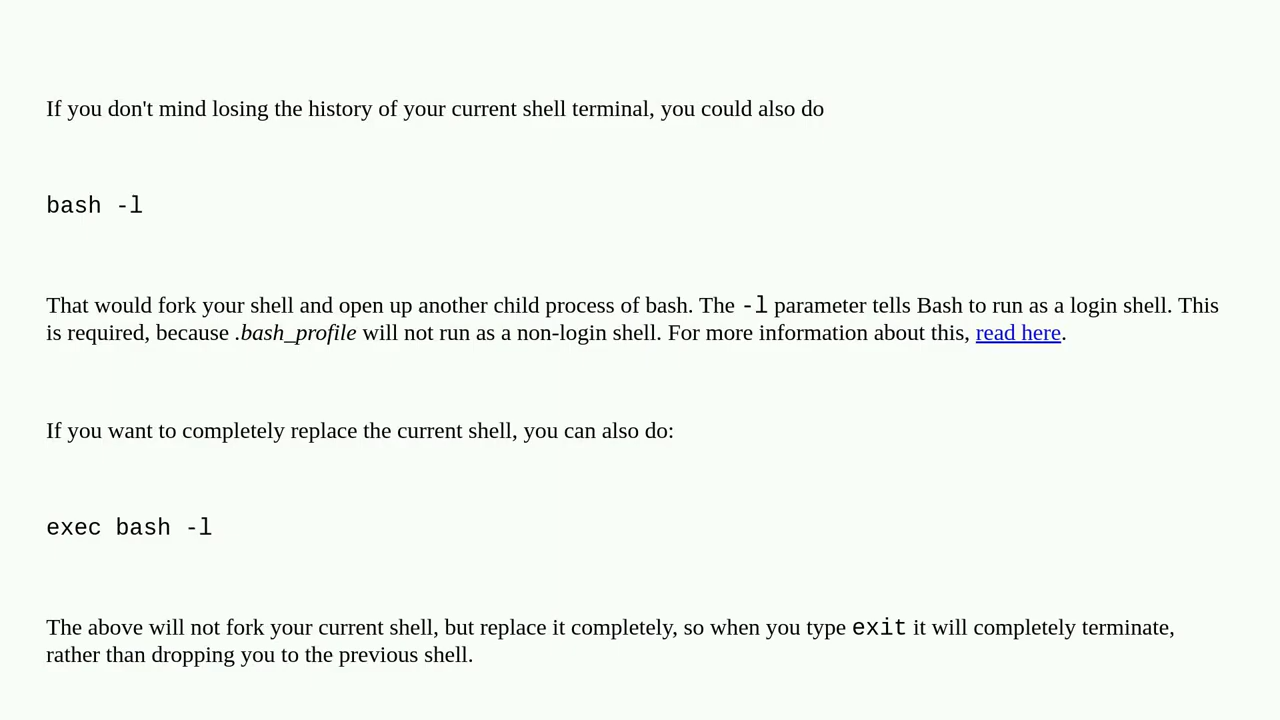 If you don't mind losing the history of your current shell terminal, you could also do
bash -l
That would fork your shell and open up another child process of bash. The -l parameter tells Bash to run as a login shell. This
is required, because .bash_profile will not run as a non-login shell. For more information about this, read here.
If you want to completely replace the current shell, you can also do:
exec bash -l
The above will not fork your current shell, but replace it completely, so when you type exit it will completely terminate,
rather than dropping you to the previous shell.